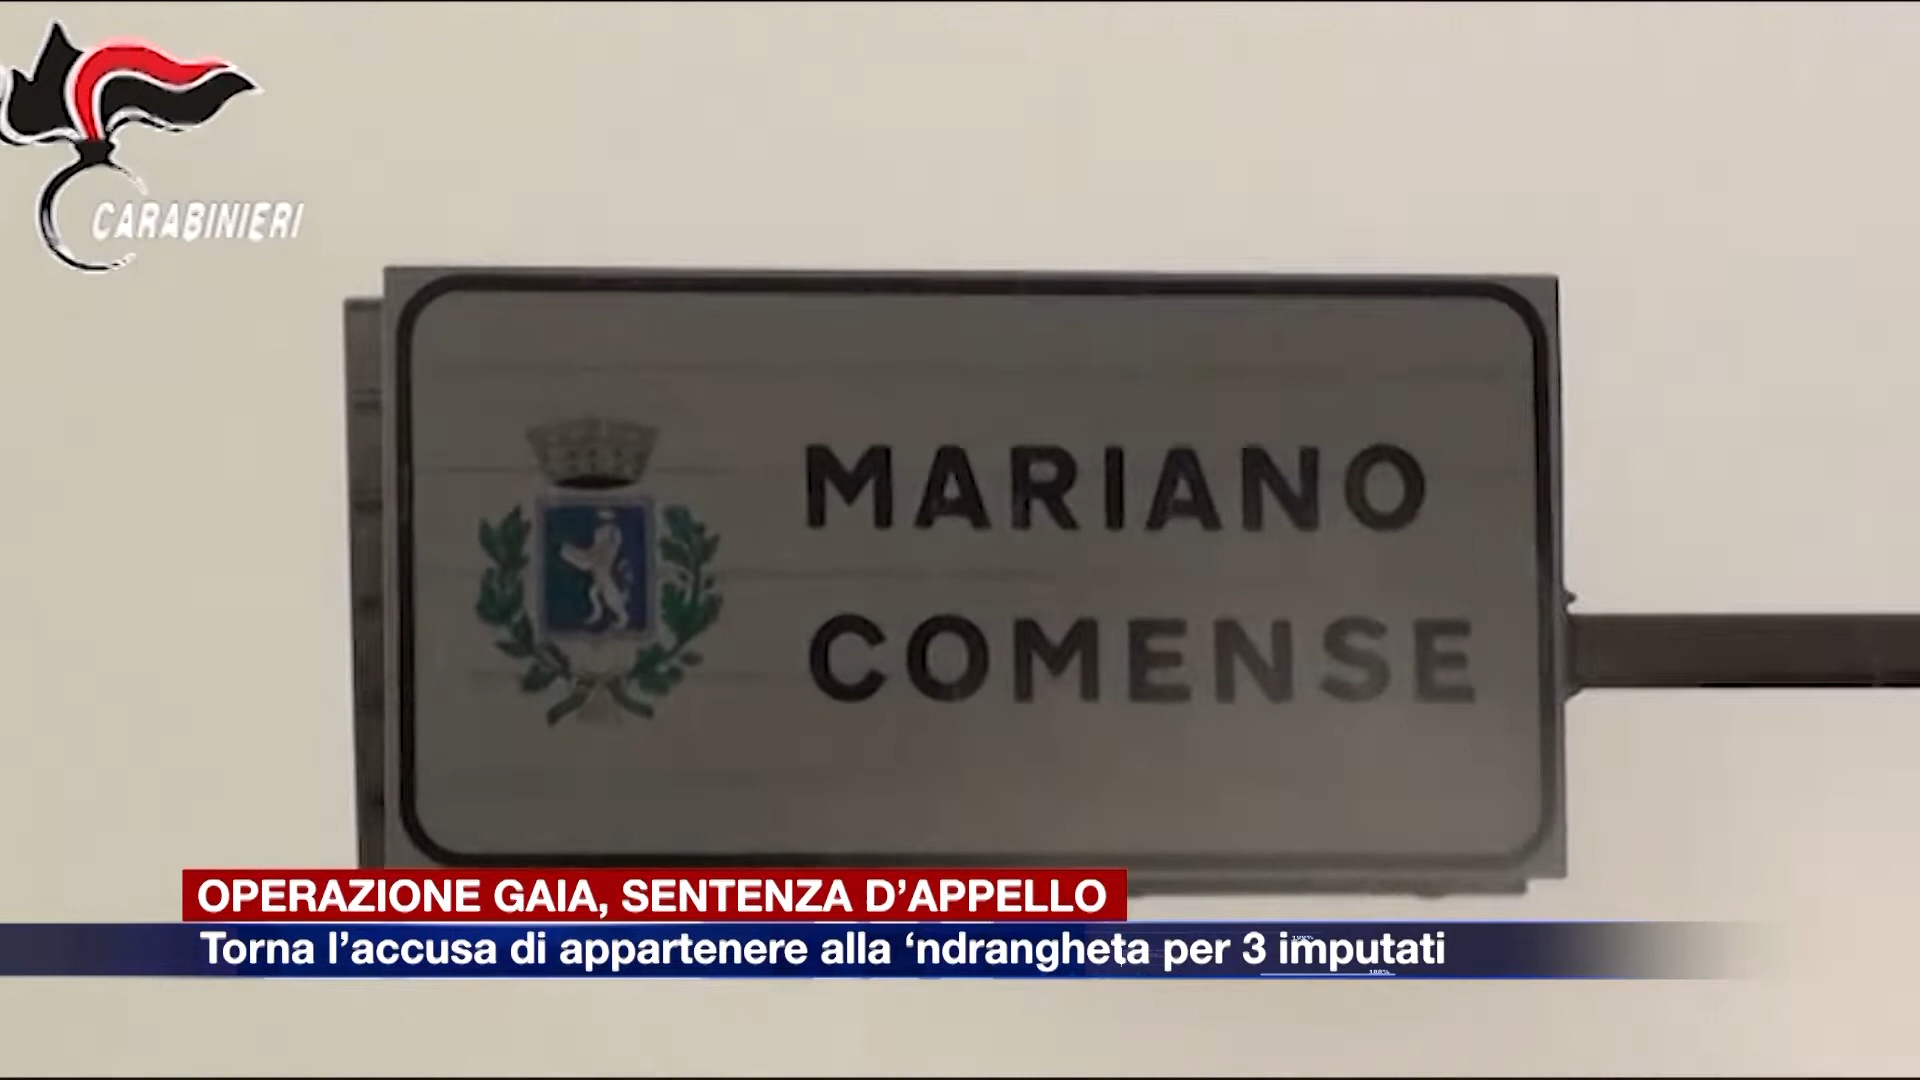 CARABINIERI
MARIANO
COMENSE
OPERAZIONE GAIA, SENTENZA D’APPELLO
Torna l’accusa di appartenere alla ‘ndrangheta per 3 imputati